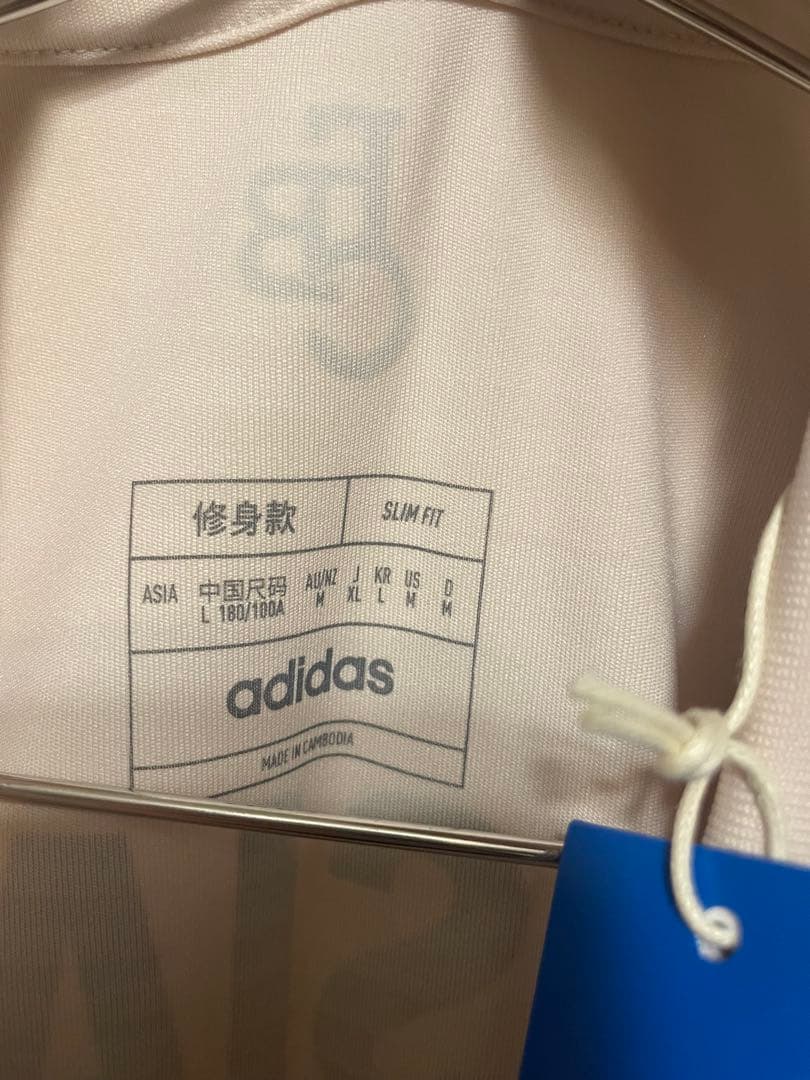 修身款 SLIM FIT
ASIA 中国尺码 AU/NZ J KR US D
L 180/100A M XL L M M
adidas
MADE IN CAMBODIA